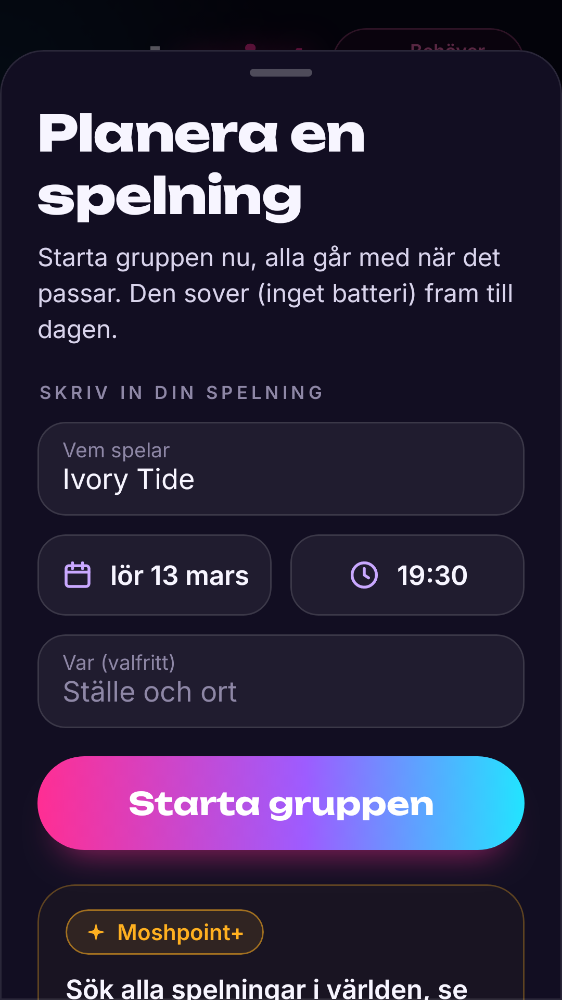 Planera en
spelning
Starta gruppen nu, alla går med när det
passar. Den sover (inget batteri) fram till
dagen.
SKRIV IN DIN SPELNING
Vem spelar
Ivory Tide
lör 13 mars
19:30
Var (valfritt)
Ställe och ort
Starta gruppen
Moshpoint+
Sök alla spelningar i världen, se